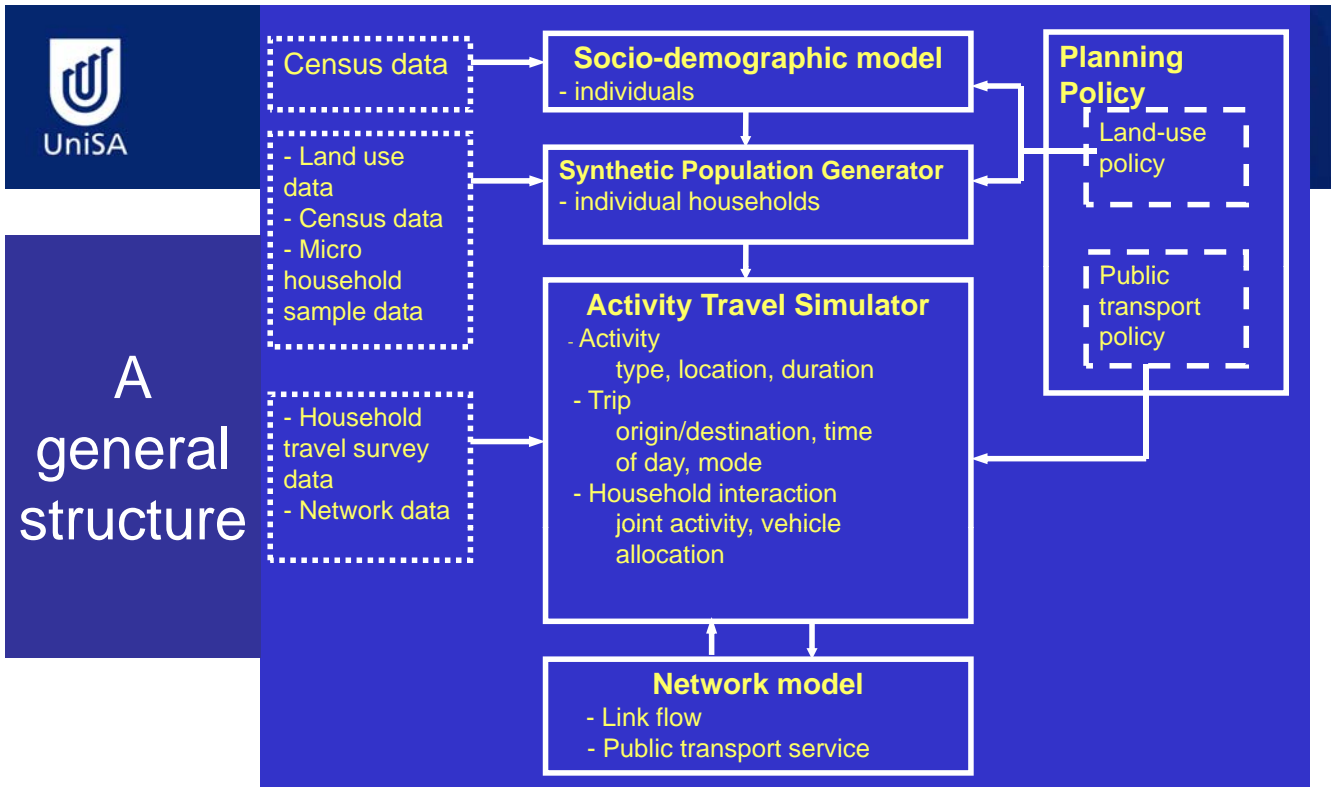 UniSA
A
general
structure
Census data
- Land use
data
- Census data
- Micro
household
sample data
- Household
travel survey
data
- Network data
Socio-demographic model
- individuals
Synthetic Population Generator
- individual households
Activity Travel Simulator
- Activity
type, location, duration
- Trip
origin/destination, time
of day, mode
- Household interaction
joint activity, vehicle
allocation
Network model
- Link flow
- Public transport service
Planning
Policy
Land-use
policy
Public
transport
policy